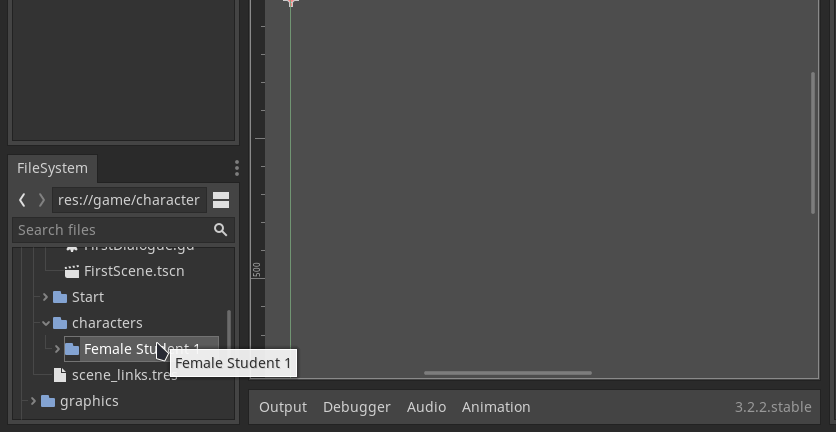 FileSystem
res://game/character
Search files
FirstDialogue.gd
FirstScene.tscn
Start
characters
Female Student 1
Female Student 1
scene_links.tres
graphics
500
Output Debugger Audio Animation 3.2.2.stable